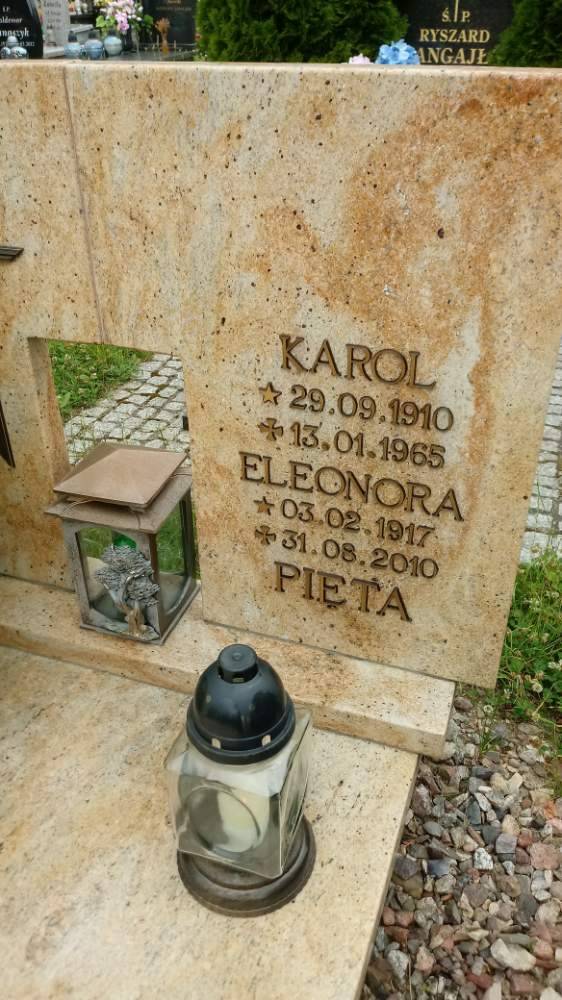 Ś.P.
RYSZARD
KAROL
★ 29.09.1910
✠ 13.01.1965
ELEONORA
★ 03.02.1917
✠ 31.08.2010
PIĘTA